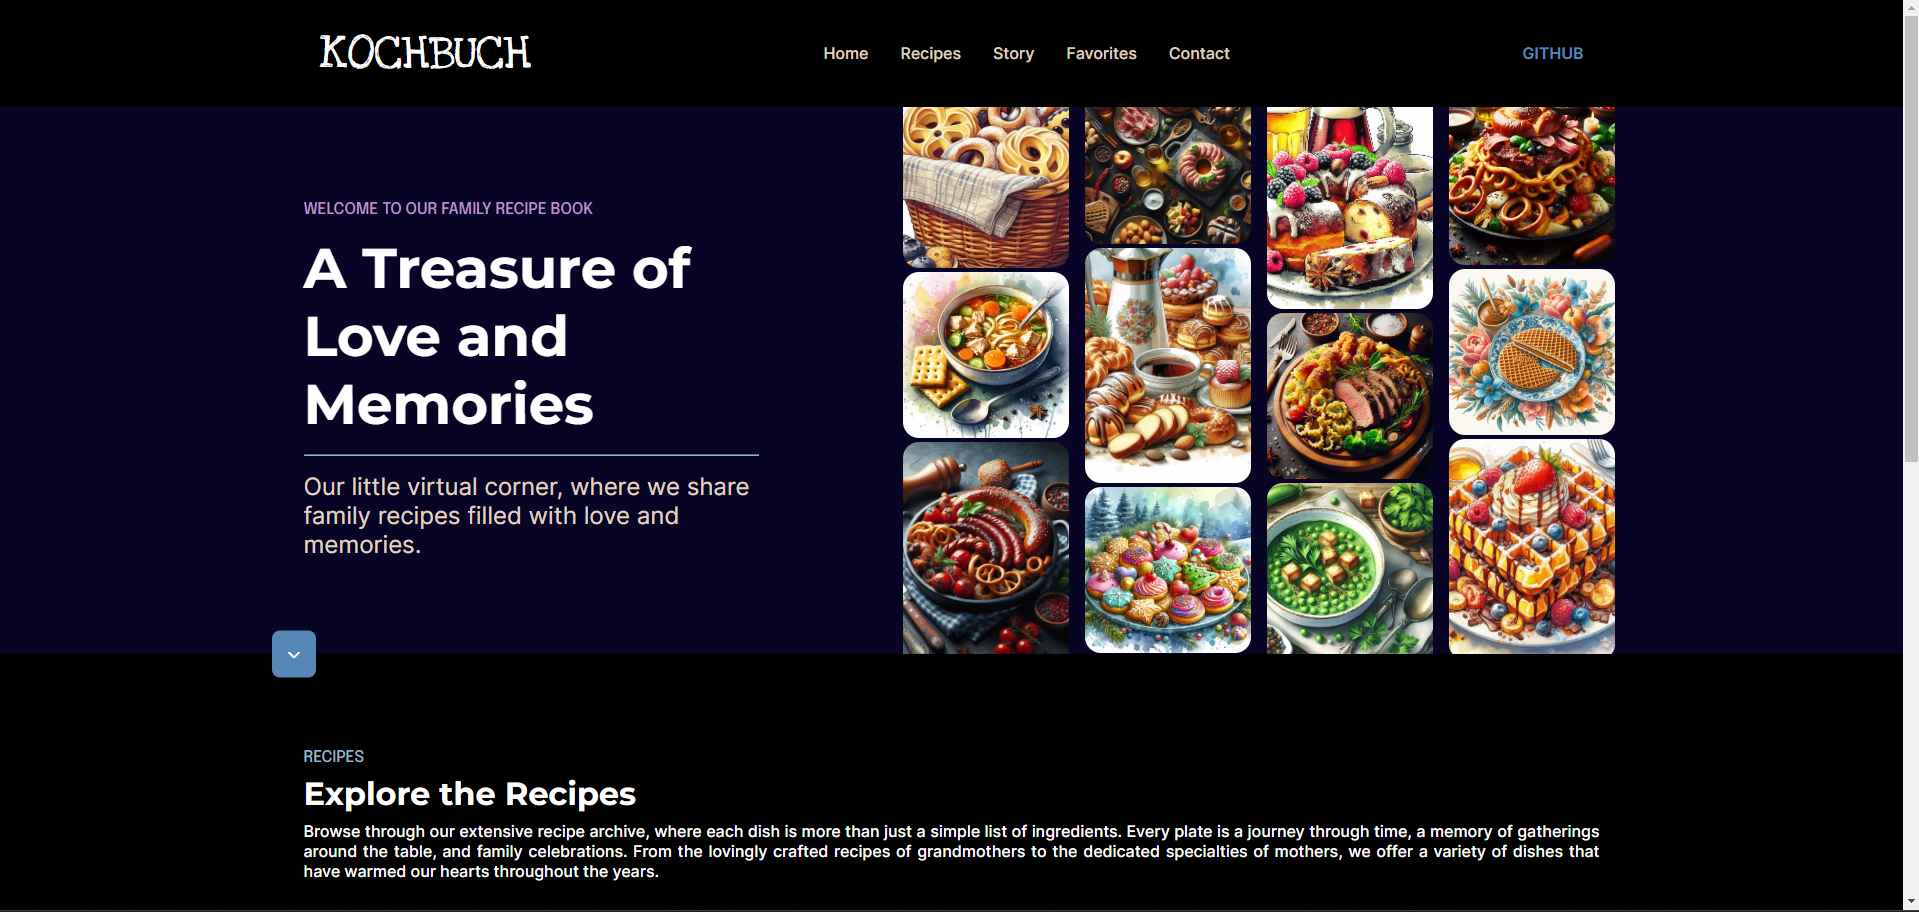 KOCHBUCH
Home Recipes Story Favorites Contact
GITHUB
WELCOME TO OUR FAMILY RECIPE BOOK
A Treasure of
Love and
Memories
Our little virtual corner, where we share
family recipes filled with love and
memories.
RECIPES
Explore the Recipes
Browse through our extensive recipe archive, where each dish is more than just a simple list of ingredients. Every plate is a journey through time, a memory of gatherings
around the table, and family celebrations. From the lovingly crafted recipes of grandmothers to the dedicated specialties of mothers, we offer a variety of dishes that
have warmed our hearts throughout the years.